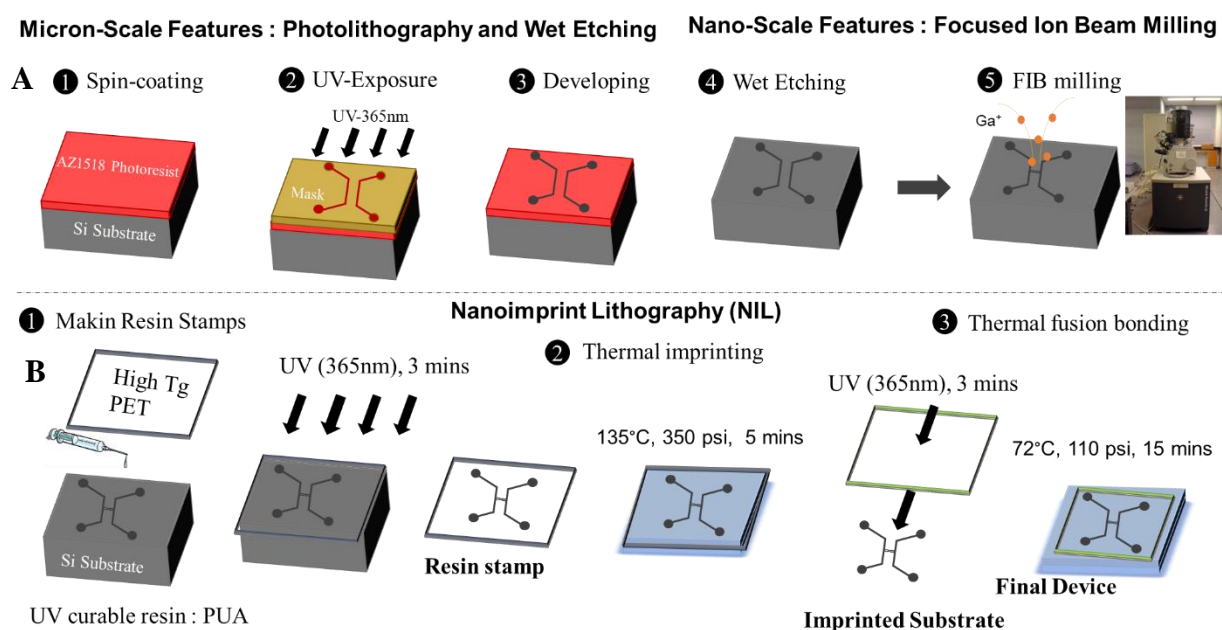 Micron-Scale Features : Photolithography and Wet Etching
Nano-Scale Features : Focused Ion Beam Milling
A
1 Spin-coating
2 UV-Exposure
3 Developing
4 Wet Etching
5 FIB milling
UV-365nm
Ga+
AZ1518 Photoresist
Mask
Si Substrate
Nanoimprint Lithography (NIL)
1 Makin Resin Stamps
2 Thermal imprinting
3 Thermal fusion bonding
B
High Tg
PET
UV (365nm), 3 mins
UV (365nm), 3 mins
135°C, 350 psi, 5 mins
72°C, 110 psi, 15 mins
Si Substrate
Resin stamp
Final Device
Imprinted Substrate
UV curable resin : PUA